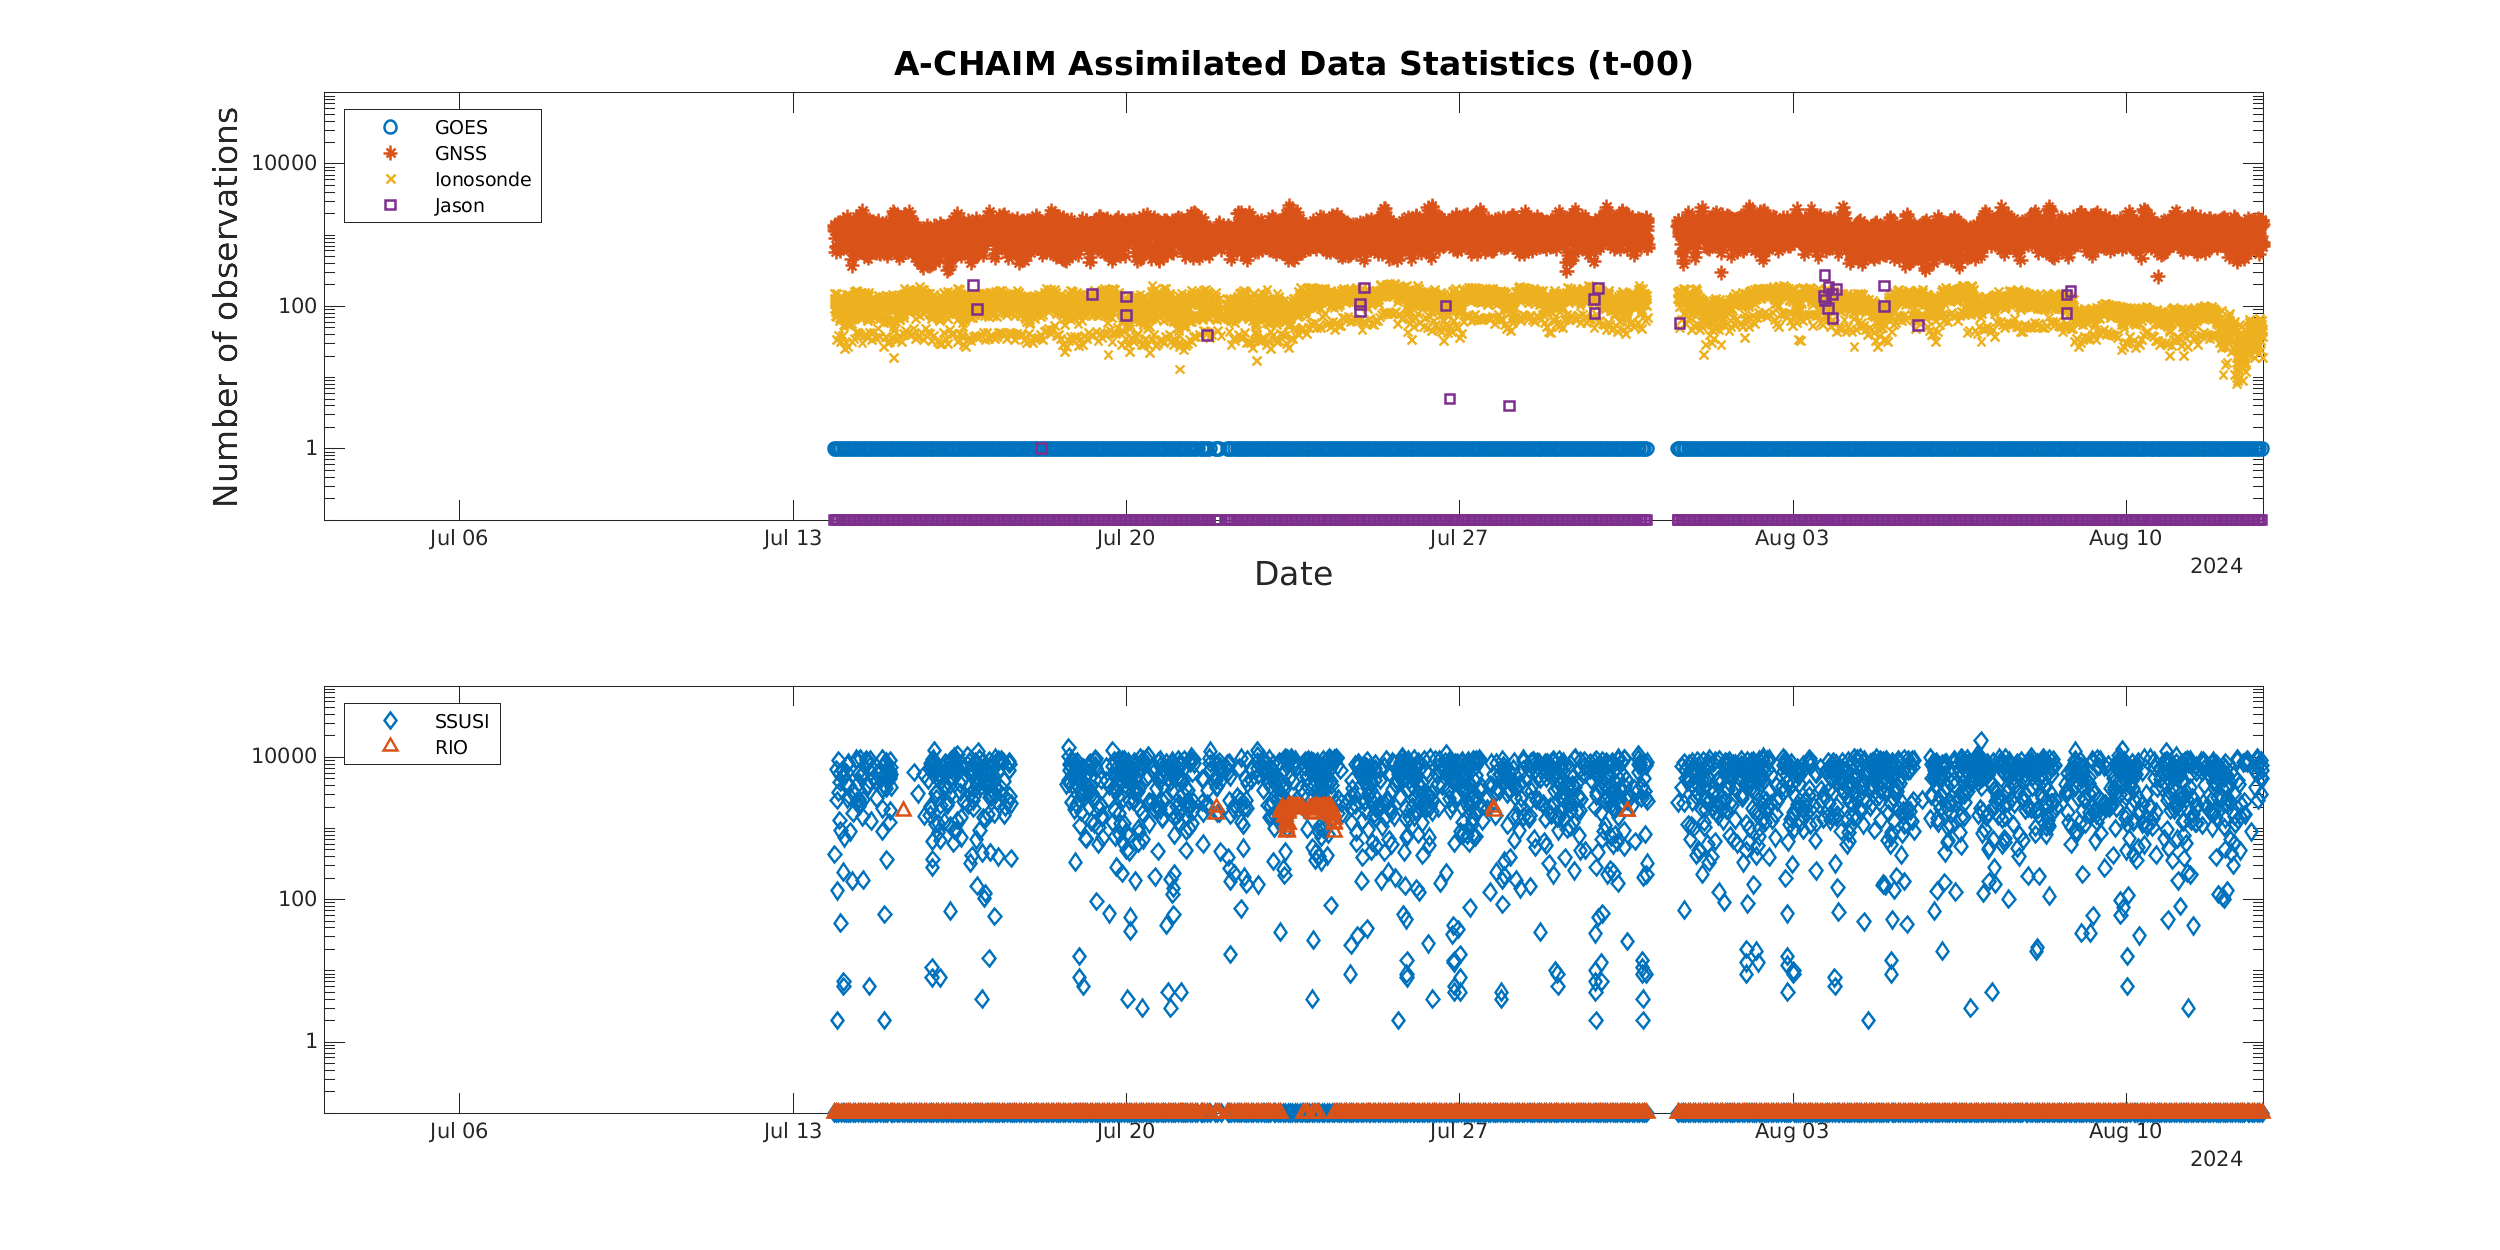 A-CHAIM Assimilated Data Statistics (t-00)
Number of observations
10000
100
1
GOES
GNSS
Ionosonde
Jason
Jul 06
Jul 13
Jul 20
Jul 27
Aug 03
Aug 10
2024
Date
10000
100
1
SSUSI
RIO
Jul 06
Jul 13
Jul 20
Jul 27
Aug 03
Aug 10
2024